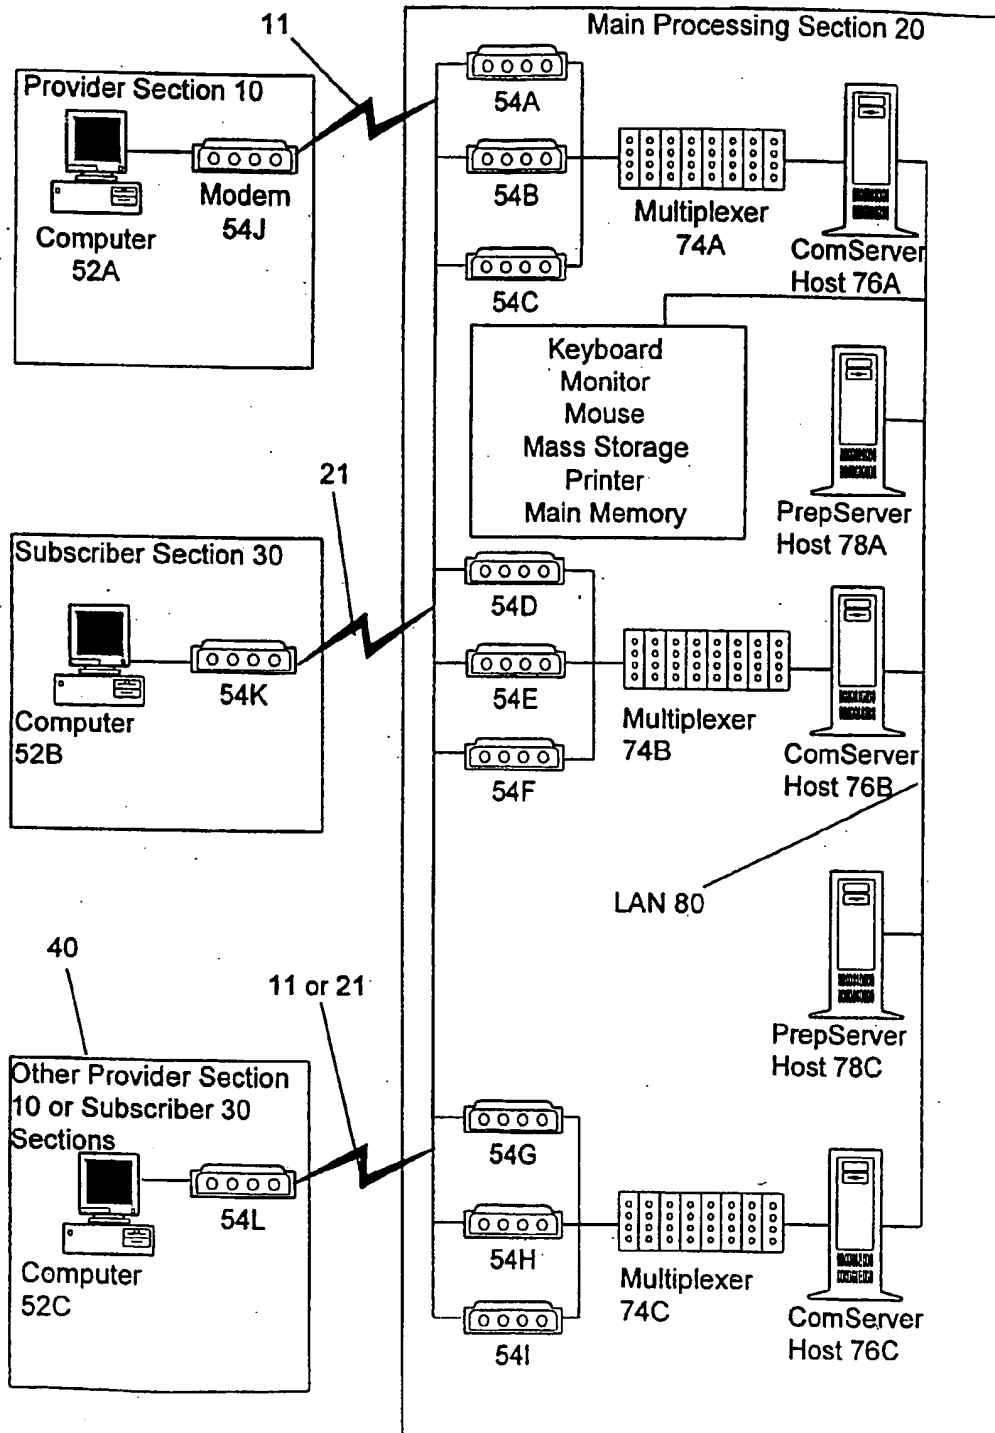 Main Processing Section 20
11
Provider Section 10
Modem
54J
Computer
52A
54A
54B
54C
Multiplexer
74A
ComServer
Host 76A
Keyboard
Monitor
Mouse
Mass Storage
Printer
Main Memory
PrepServer
Host 78A
21
Subscriber Section 30
54K
Computer
52B
54D
54E
54F
Multiplexer
74B
ComServer
Host 76B
LAN 80
PrepServer
Host 78C
40
11 or 21
Other Provider Section
10 or Subscriber 30
Sections
54L
Computer
52C
54G
54H
54I
Multiplexer
74C
ComServer
Host 76C